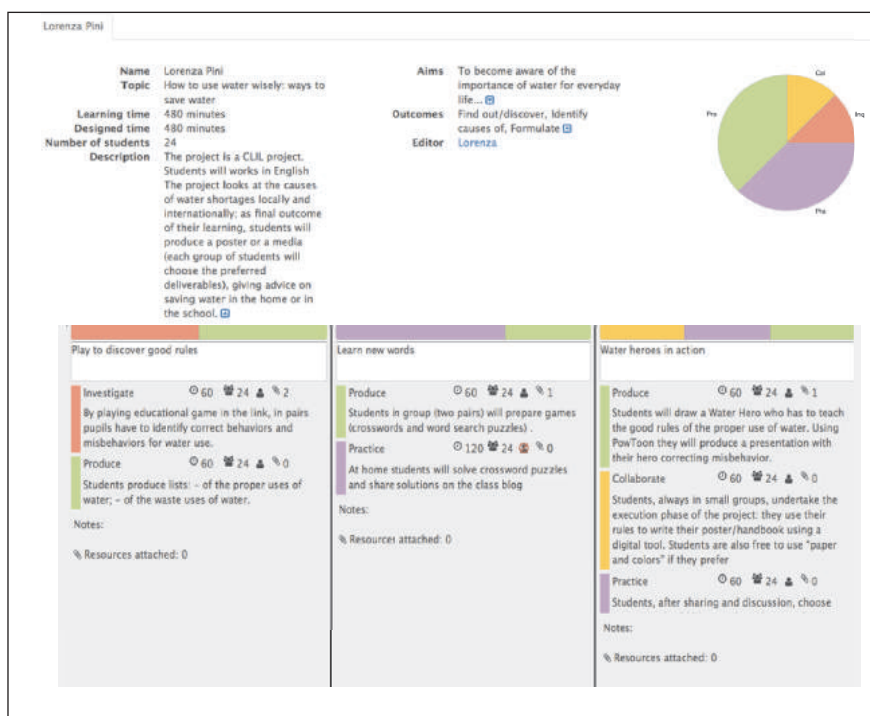 Lorenza Pini
Name Lorenza Pini
Topic How to use water wisely: ways to
save water
Learning time 480 minutes
Designed time 480 minutes
Number of students 24
Description The project is a CLIL project.
Students will works in English
The project looks at the causes
of water shortages locally and
internationally; as final outcome
of their learning, students will
produce a poster or a media
(each group of students will
choose the preferred
deliverables), giving advice on
saving water in the home or in
the school.
Aims To become aware of the
importance of water for everyday
life...
Outcomes Find out/discover, Identify
causes of, Formulate
Editor Lorenza
Col
Inq
Pra
Pro
Play to discover good rules
Investigate 60 24 2
By playing educational game in the link, in pairs
pupils have to identify correct behaviors and
misbehaviors for water use.
Produce 60 24 0
Students produce lists: – of the proper uses of
water; – of the waste uses of water.
Notes:
Resources attached: 0
Learn new words
Produce 60 24 1
Students in group (two pairs) will prepare games
(crosswords and word search puzzles) .
Practice 120 24 0
At home students will solve crossword puzzles
and share solutions on the class blog
Notes:
Resources attached: 0
Water heroes in action
Produce 60 24 1
Students will draw a Water Hero who has to teach
the good rules of the proper use of water. Using
PowToon they will produce a presentation with
their hero correcting misbehavior.
Collaborate 60 24 0
Students, always in small groups, undertake the
execution phase of the project: they use their
rules to write their poster/handbook using a
digital tool. Students are also free to use "paper
and colors" if they prefer
Practice 60 24 0
Students, after sharing and discussion, choose
Notes:
Resources attached: 0